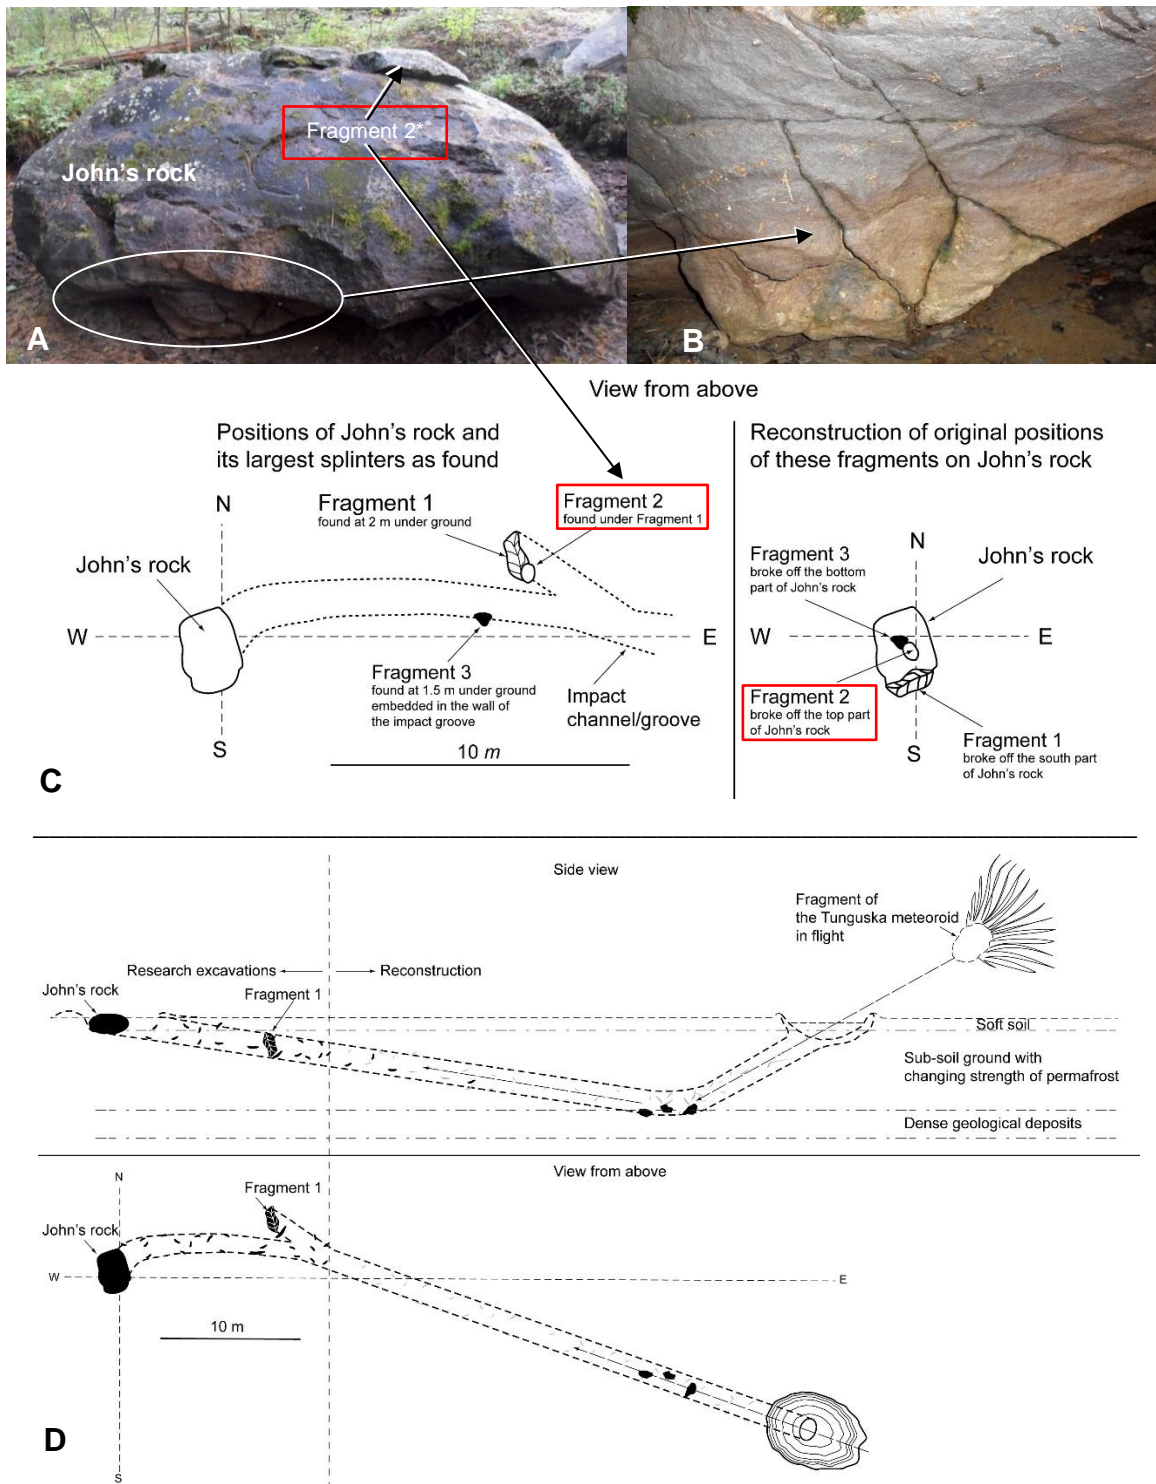 Fragment 2*
John's rock
A
B
View from above
Positions of John's rock and
its largest splinters as found
Reconstruction of original positions
of these fragments on John's rock
N
Fragment 1
found at 2 m under ground
Fragment 2
found under Fragment 1
John's rock
W
E
Fragment 3
found at 1.5 m under ground
embedded in the wall of
the impact groove
Impact
channel/groove
S
10 m
C
N
Fragment 3
broke off the bottom
part of John's rock
John's rock
W
E
Fragment 2
broke off the top part
of John's rock
Fragment 1
broke off the south part
of John's rock
S
Side view
Fragment of
the Tunguska meteoroid
in flight
Research excavations
Reconstruction
John's rock
Fragment 1
Soft soil
Sub-soil ground with
changing strength of permafrost
Dense geological deposits
View from above
N
Fragment 1
John's rock
W
E
10 m
D
S